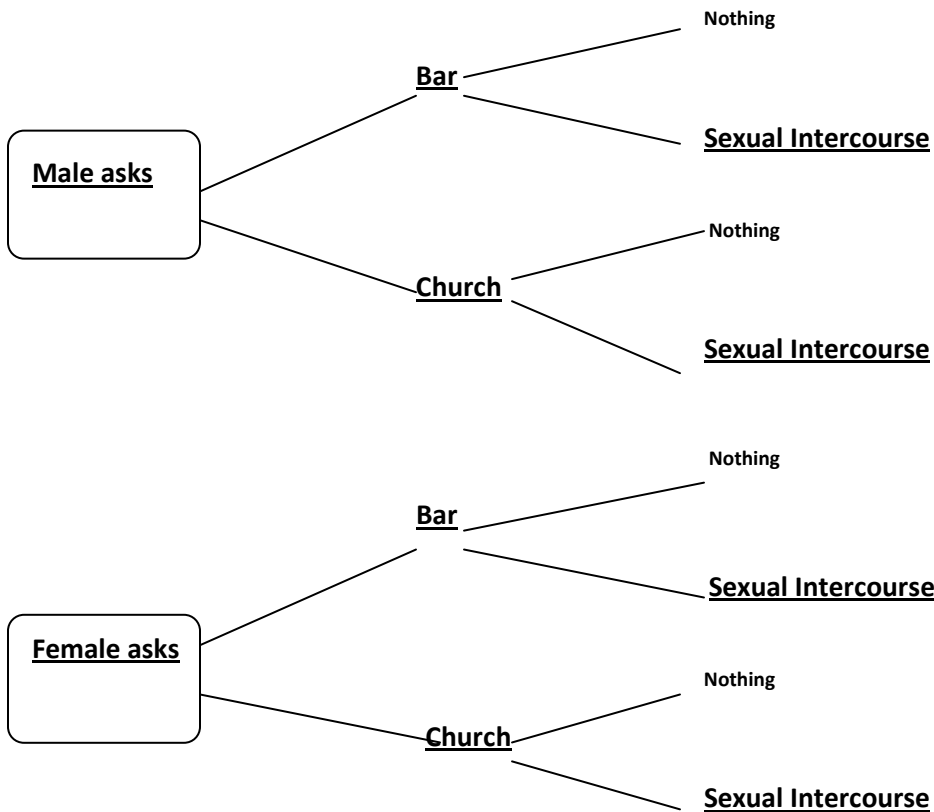 Nothing
Bar
Sexual Intercourse
Male asks
Nothing
Church
Sexual Intercourse
Nothing
Bar
Sexual Intercourse
Female asks
Nothing
Church
Sexual Intercourse